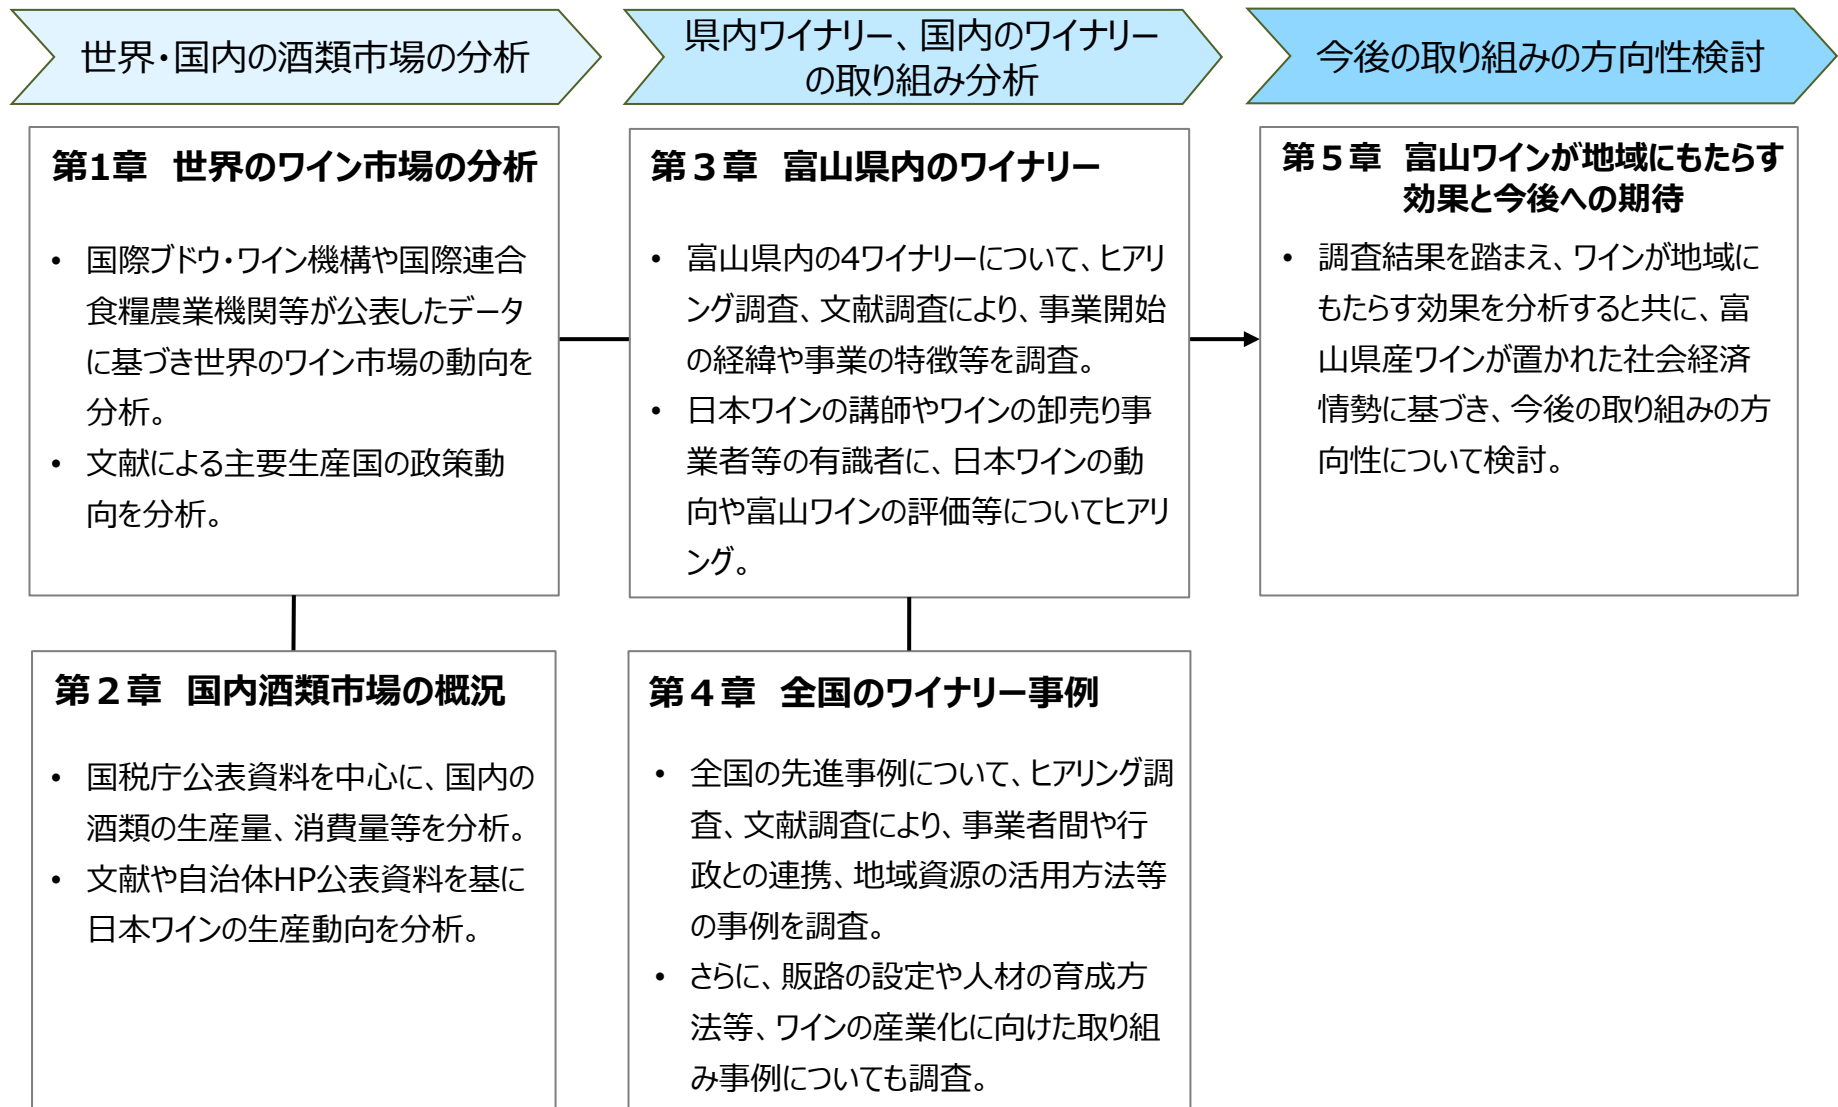 世界・国内の酒類市場の分析
県内ワイナリー、国内のワイナリー
の取り組み分析
今後の取り組みの方向性検討
第1章　世界のワイン市場の分析
• 国際ブドウ・ワイン機構や国際連合
食糧農業機関等が公表したデータ
に基づき世界のワイン市場の動向を
分析。
• 文献による主要生産国の政策動
向を分析。
第２章　国内酒類市場の概況
• 国税庁公表資料を中心に、国内の
酒類の生産量、消費量等を分析。
• 文献や自治体HP公表資料を基に
日本ワインの生産動向を分析。
第３章　富山県内のワイナリー
• 富山県内の4ワイナリーについて、ヒアリ
ング調査、文献調査により、事業開始
の経緯や事業の特徴等を調査。
• 日本ワインの講師やワインの卸売り事
業者等の有識者に、日本ワインの動
向や富山ワインの評価等についてヒアリ
ング。
第４章　全国のワイナリー事例
• 全国の先進事例について、ヒアリング調
査、文献調査により、事業者間や行
政との連携、地域資源の活用方法等
の事例を調査。
• さらに、販路の設定や人材の育成方
法等、ワインの産業化に向けた取り組
み事例についても調査。
第５章　富山ワインが地域にもたらす
効果と今後への期待
• 調査結果を踏まえ、ワインが地域に
もたらす効果を分析すると共に、富
山県産ワインが置かれた社会経済
情勢に基づき、今後の取り組みの方
向性について検討。